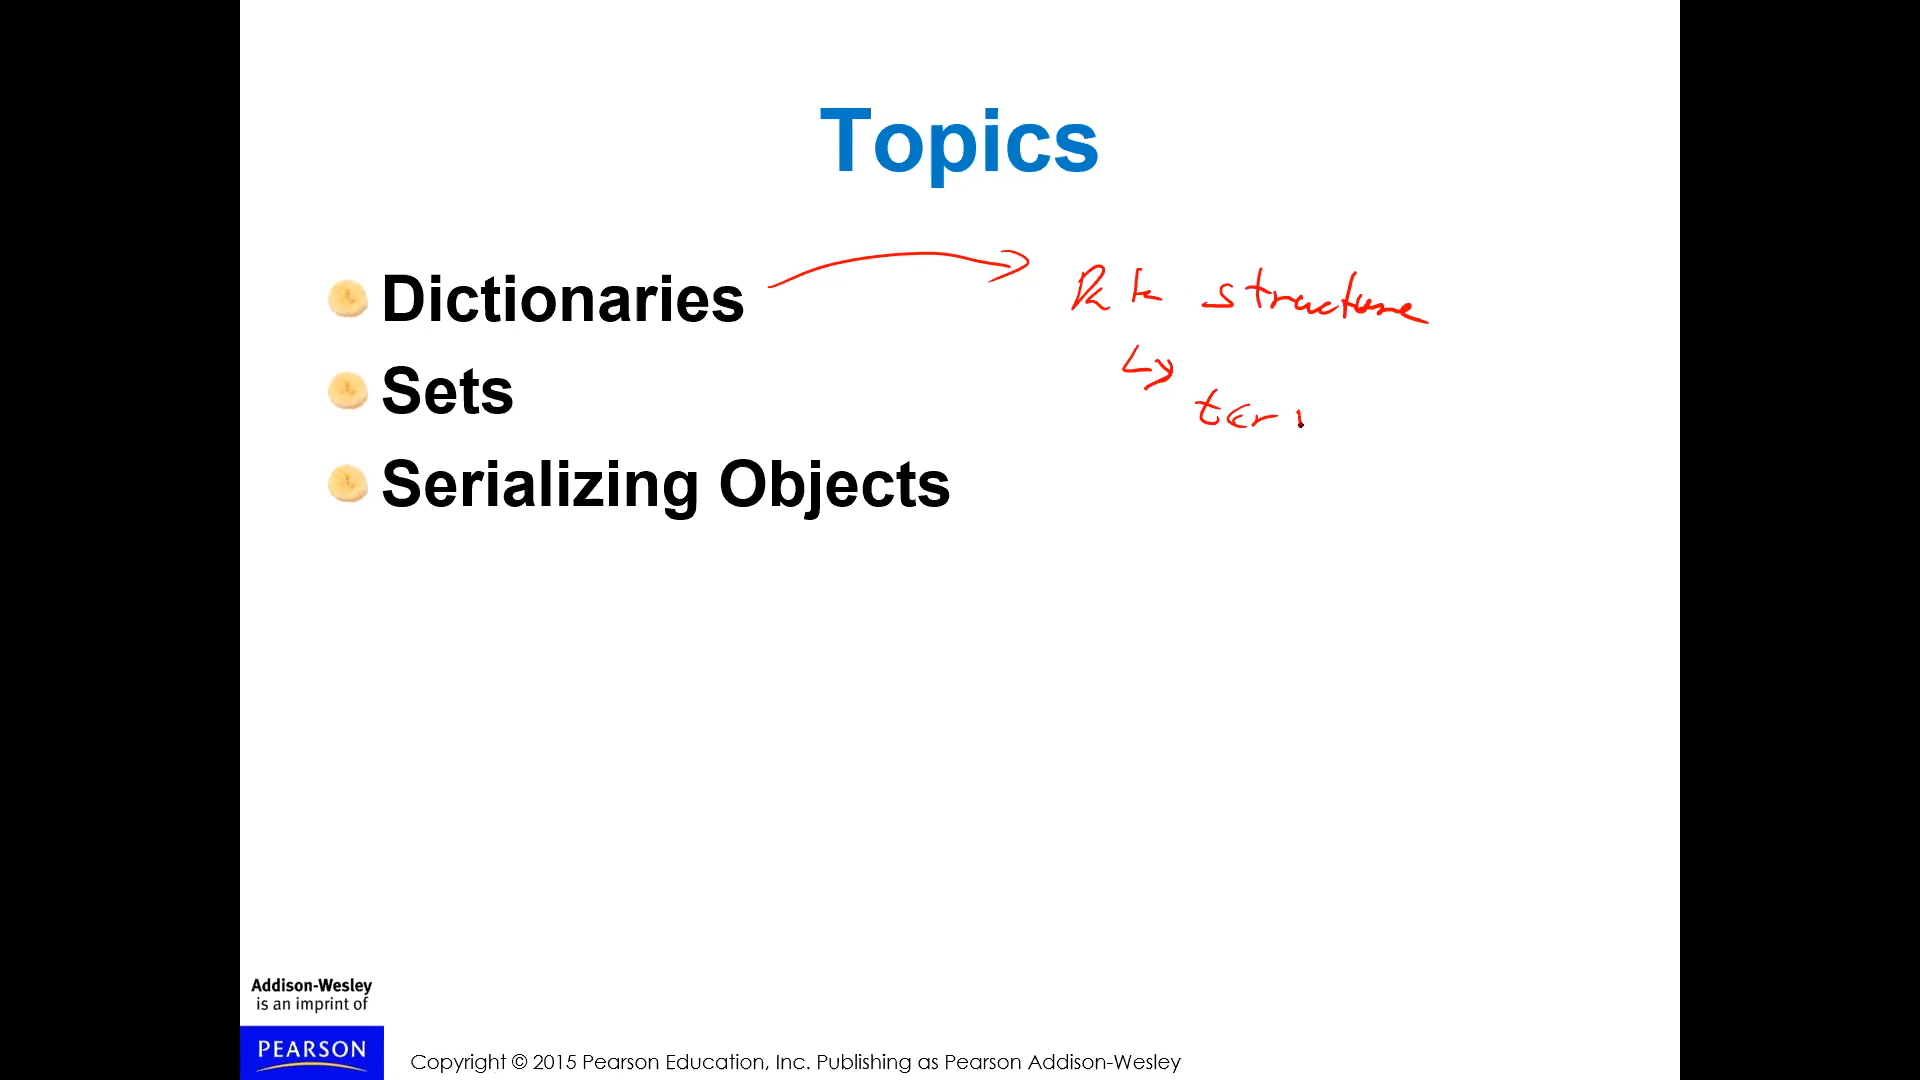 Topics
Dictionaries
structure
Sets
Serializing Objects
Addison-Wesley
is an imprint of
PEARSON
Copyright © 2015 Pearson Education, Inc. Publishing as Pearson Addison-Wesley